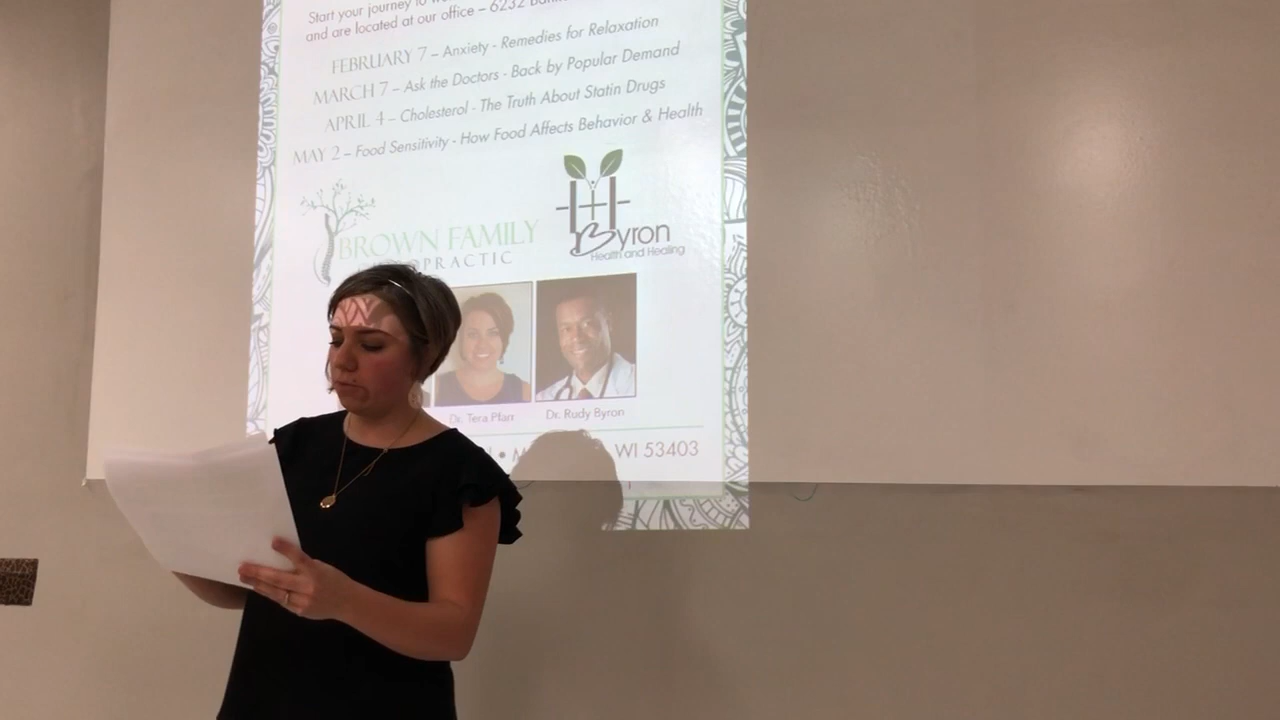 Start your journey to
and are located at our office – 6232
FEBRUARY 7 – Anxiety - Remedies for Relaxation
MARCH 7 – Ask the Doctors - Back by Popular Demand
APRIL 4 – Cholesterol - The Truth About Statin Drugs
MAY 2 – Food Sensitivity - How Food Affects Behavior & Health
BROWN FAMILY
OPRACTIC
Byron
Health and Healing
Dr. Tera Pfarr
Dr. Rudy Byron
WI 53403